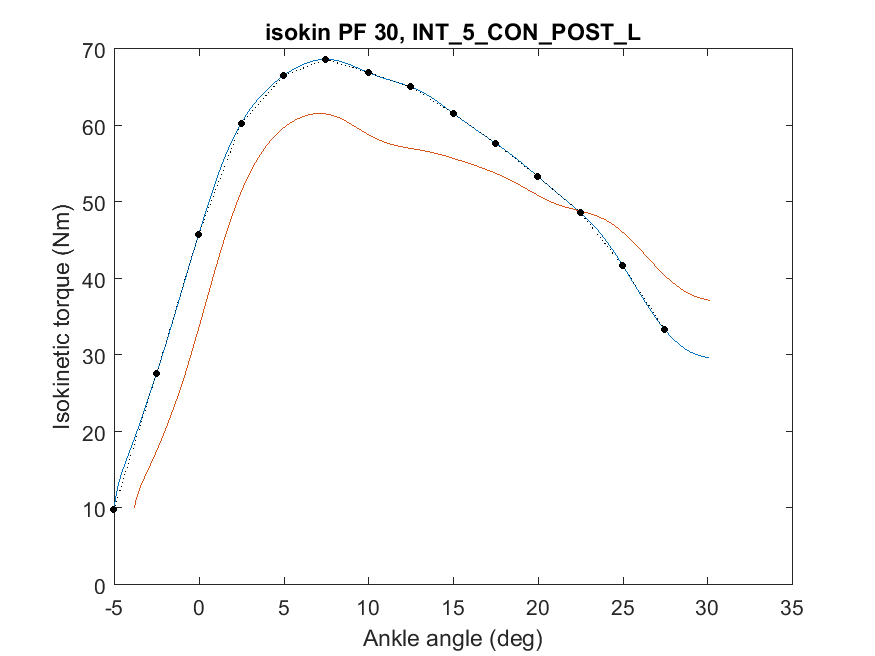 isokin PF 30, INT_5_CON_POST_L
70
60
50
40
30
20
10
0
Isokinetic torque (Nm)
-5 0 5 10 15 20 25 30 35
Ankle angle (deg)